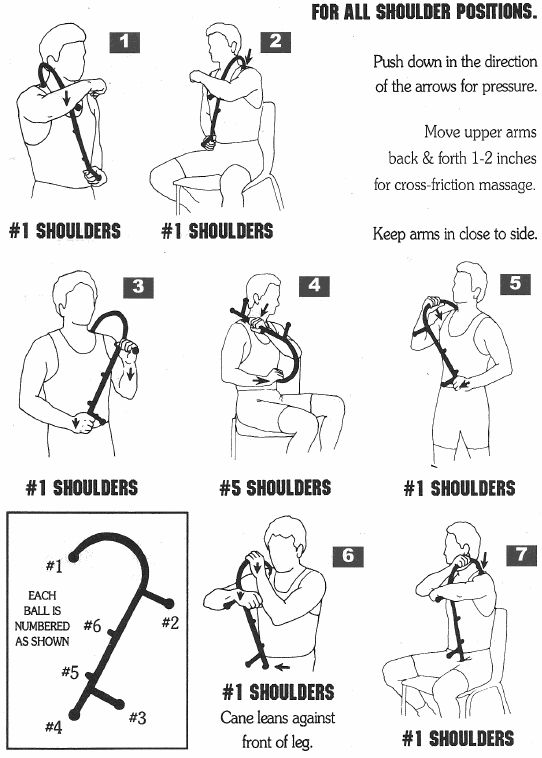 FOR ALL SHOULDER POSITIONS.
Push down in the direction
of the arrows for pressure.
Move upper arms
back & forth 1-2 inches
for cross-friction massage.
Keep arms in close to side.
1
#1 SHOULDERS
2
#1 SHOULDERS
3
#1 SHOULDERS
4
#5 SHOULDERS
5
#1 SHOULDERS
#1
EACH
BALL IS
NUMBERED
AS SHOWN
#6
#2
#5
#3
#4
6
#1 SHOULDERS
Cane leans against
front of leg.
7
#1 SHOULDERS